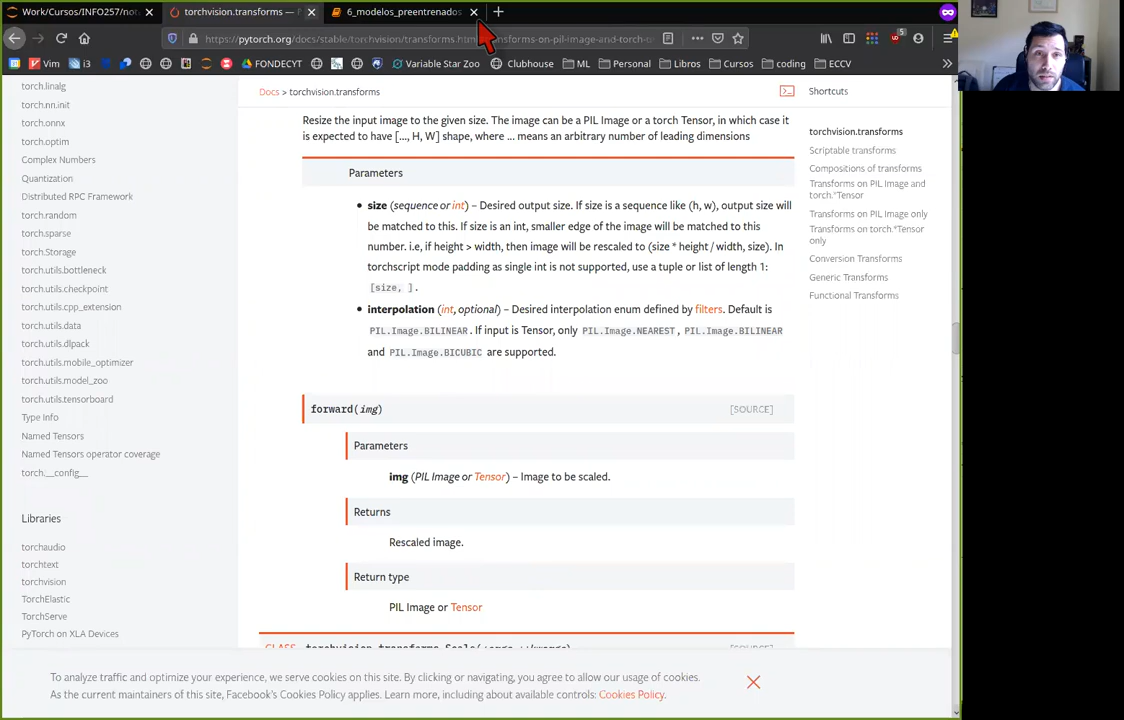 Work/Cursos/INFO257/not
torchvision.transforms —
6_modelos_preentrenados
https://pytorch.org/docs/stable/torchvision/transforms.html#transforms-on-pil-image-and-torch-te
Vim
i3
FONDECYT
Variable Star Zoo
Clubhouse
ML
Personal
Libros
Cursos
coding
ECCV
Docs > torchvision.transforms
Shortcuts
torch.linalg
torch.nn.init
torch.onnx
torch.optim
Complex Numbers
Quantization
Distributed RPC Framework
torch.random
torch.sparse
torch.Storage
torch.utils.bottleneck
torch.utils.checkpoint
torch.utils.cpp_extension
torch.utils.data
torch.utils.dlpack
torch.utils.mobile_optimizer
torch.utils.model_zoo
torch.utils.tensorboard
Type Info
Named Tensors
Named Tensors operator coverage
torch.__config__
Libraries
torchaudio
torchtext
torchvision
TorchElastic
TorchServe
PyTorch on XLA Devices
Resize the input image to the given size. The image can be a PIL Image or a torch Tensor, in which case it
is expected to have […, H, W] shape, where … means an arbitrary number of leading dimensions
Parameters
• size (sequence or int) – Desired output size. If size is a sequence like (h, w), output size will
be matched to this. If size is an int, smaller edge of the image will be matched to this
number. i.e, if height > width, then image will be rescaled to (size * height / width, size). In
torchscript mode padding as single int is not supported, use a tuple or list of length 1:
[size, ] .
• interpolation (int, optional) – Desired interpolation enum defined by filters. Default is
PIL.Image.BILINEAR . If input is Tensor, only PIL.Image.NEAREST , PIL.Image.BILINEAR
and PIL.Image.BICUBIC are supported.
forward(img)
[SOURCE]
Parameters
img (PIL Image or Tensor) – Image to be scaled.
Returns
Rescaled image.
Return type
PIL Image or Tensor
torchvision.transforms
Scriptable transforms
Compositions of transforms
Transforms on PIL Image and
torch.*Tensor
Transforms on PIL Image only
Transforms on torch.*Tensor
only
Conversion Transforms
Generic Transforms
Functional Transforms
To analyze traffic and optimize your experience, we serve cookies on this site. By clicking or navigating, you agree to allow our usage of cookies.
As the current maintainers of this site, Facebook's Cookies Policy applies. Learn more, including about available controls: Cookies Policy.